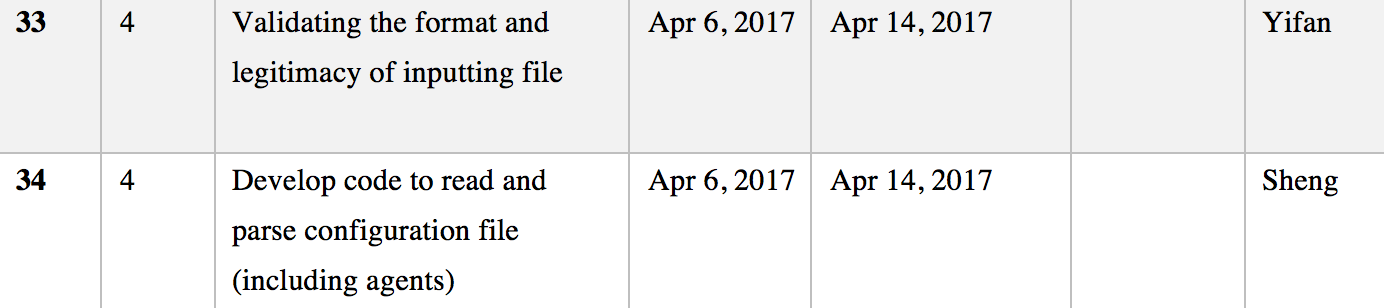 33 4 Validating the format and Apr 6, 2017 Apr 14, 2017 Yifan
legitimacy of inputting file
34 4 Develop code to read and Apr 6, 2017 Apr 14, 2017 Sheng
parse configuration file
(including agents)